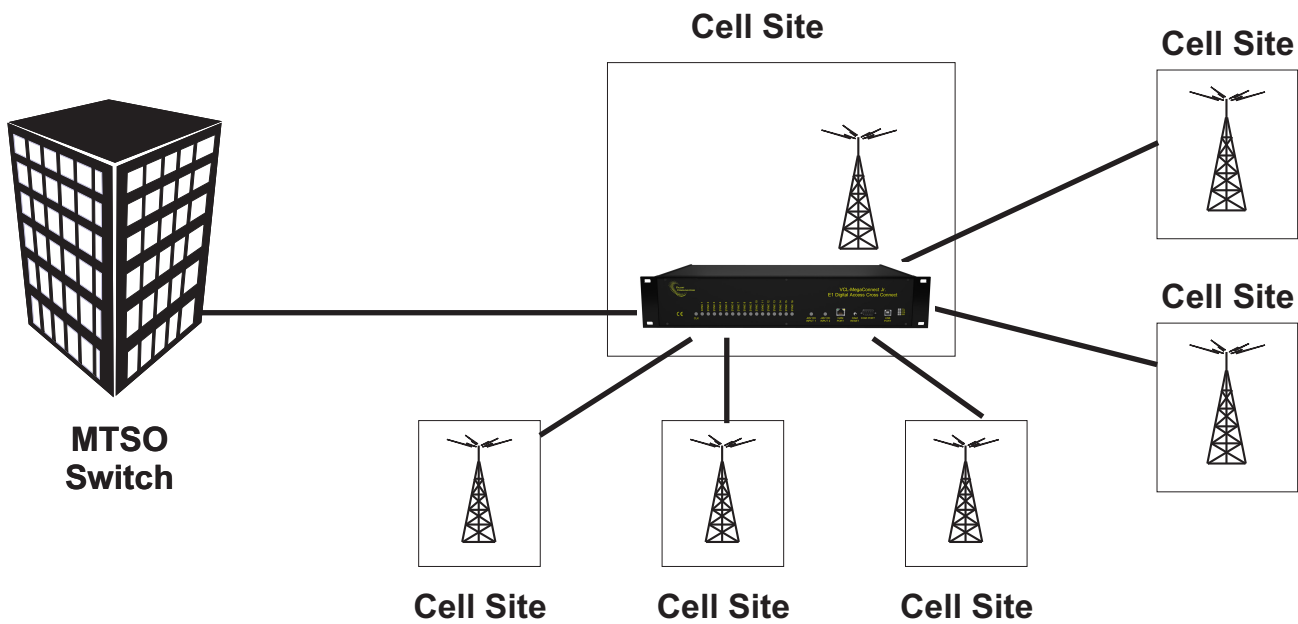 Cell Site
Cell Site
VCL-MegaConnect Jr.
E1 Digital Access Cross Connect
CE
Cell Site
MTSO
Switch
Cell Site
Cell Site
Cell Site